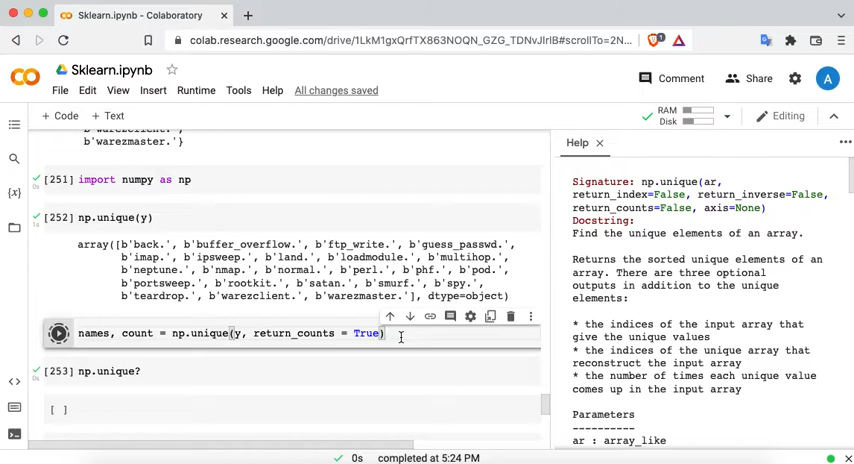 Sklearn.ipynb - Colaboratory
colab.research.google.com/drive/1LkM1gxQrfTX863NOQN_GZG_TDNvJIrlB#scrollTo=2N...
1
Sklearn.ipynb
File Edit View Insert Runtime Tools Help All changes saved
Comment Share A
+ Code + Text
RAM
Disk
Editing
Help
b'warezclient.',
b'warezmaster.'}
[251] import numpy as np
0s
[252] np.unique(y)
1s
array([b'back.', b'buffer_overflow.', b'ftp_write.', b'guess_passwd.',
b'imap.', b'ipsweep.', b'land.', b'loadmodule.', b'multihop.',
b'neptune.', b'nmap.', b'normal.', b'perl.', b'phf.', b'pod.',
b'portsweep.', b'rootkit.', b'satan.', b'smurf.', b'spy.',
b'teardrop.', b'warezclient.', b'warezmaster.'], dtype=object)
names, count = np.unique(y, return_counts = True)
[253] np.unique?
0s
[ ]
Signature: np.unique(ar,
return_index=False, return_inverse=False,
return_counts=False, axis=None)
Docstring:
Find the unique elements of an array.
Returns the sorted unique elements of an
array. There are three optional
outputs in addition to the unique
elements:
* the indices of the input array that
give the unique values
* the indices of the unique array that
reconstruct the input array
* the number of times each unique value
comes up in the input array
Parameters
----------
ar : array_like
0s completed at 5:24 PM